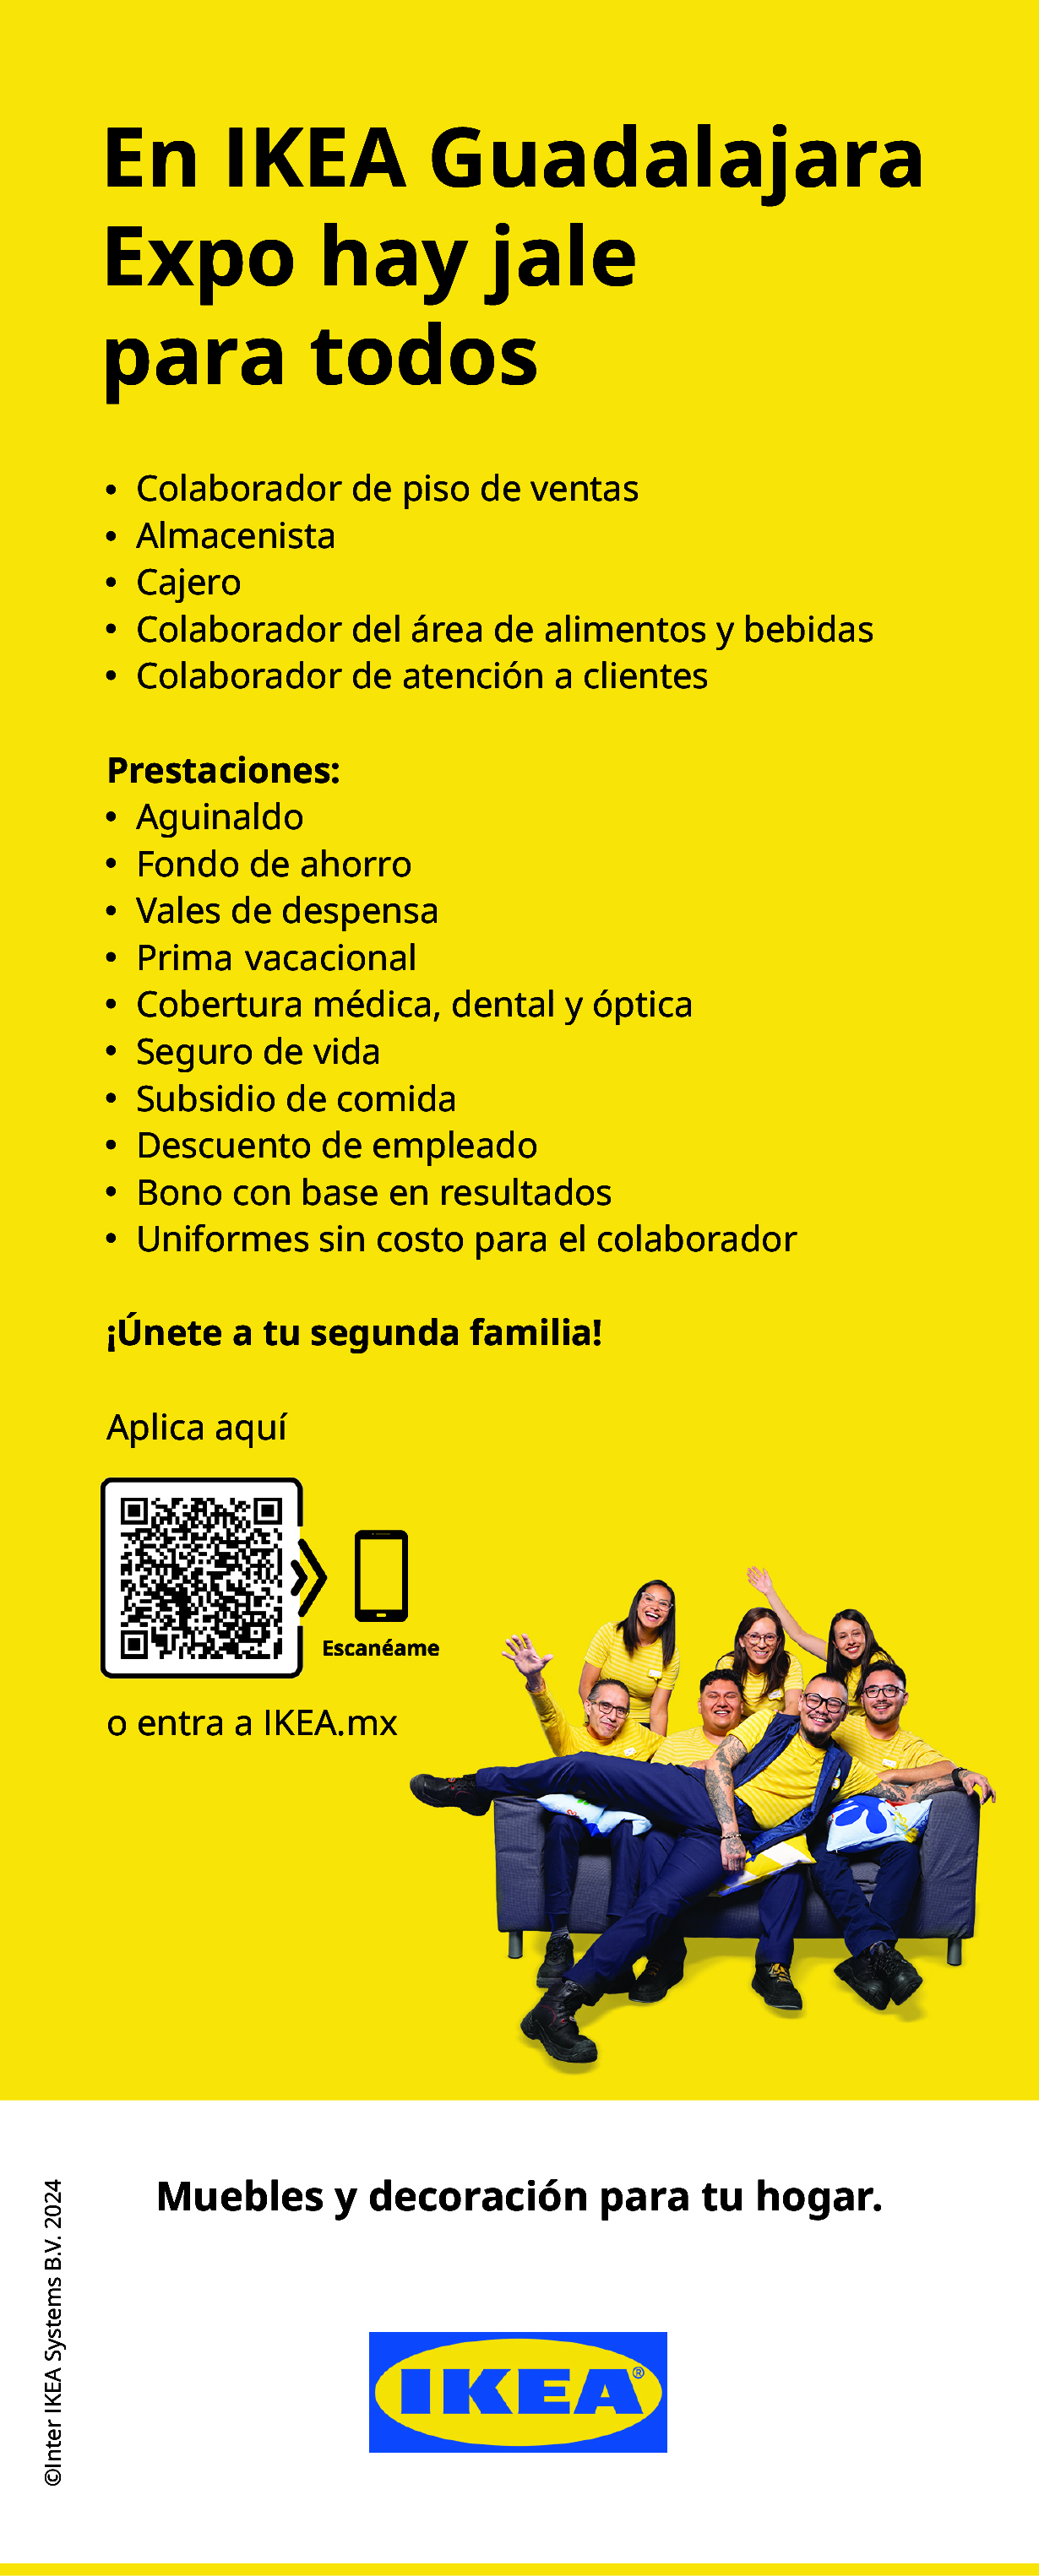 En IKEA Guadalajara
Expo hay jale
para todos
• Colaborador de piso de ventas
• Almacenista
• Cajero
• Colaborador del área de alimentos y bebidas
• Colaborador de atención a clientes
Prestaciones:
• Aguinaldo
• Fondo de ahorro
• Vales de despensa
• Prima vacacional
• Cobertura médica, dental y óptica
• Seguro de vida
• Subsidio de comida
• Descuento de empleado
• Bono con base en resultados
• Uniformes sin costo para el colaborador
¡Únete a tu segunda familia!
Aplica aquí
Escanéame
o entra a IKEA.mx
Muebles y decoración para tu hogar.
©Inter IKEA Systems B.V. 2024
IKEA®